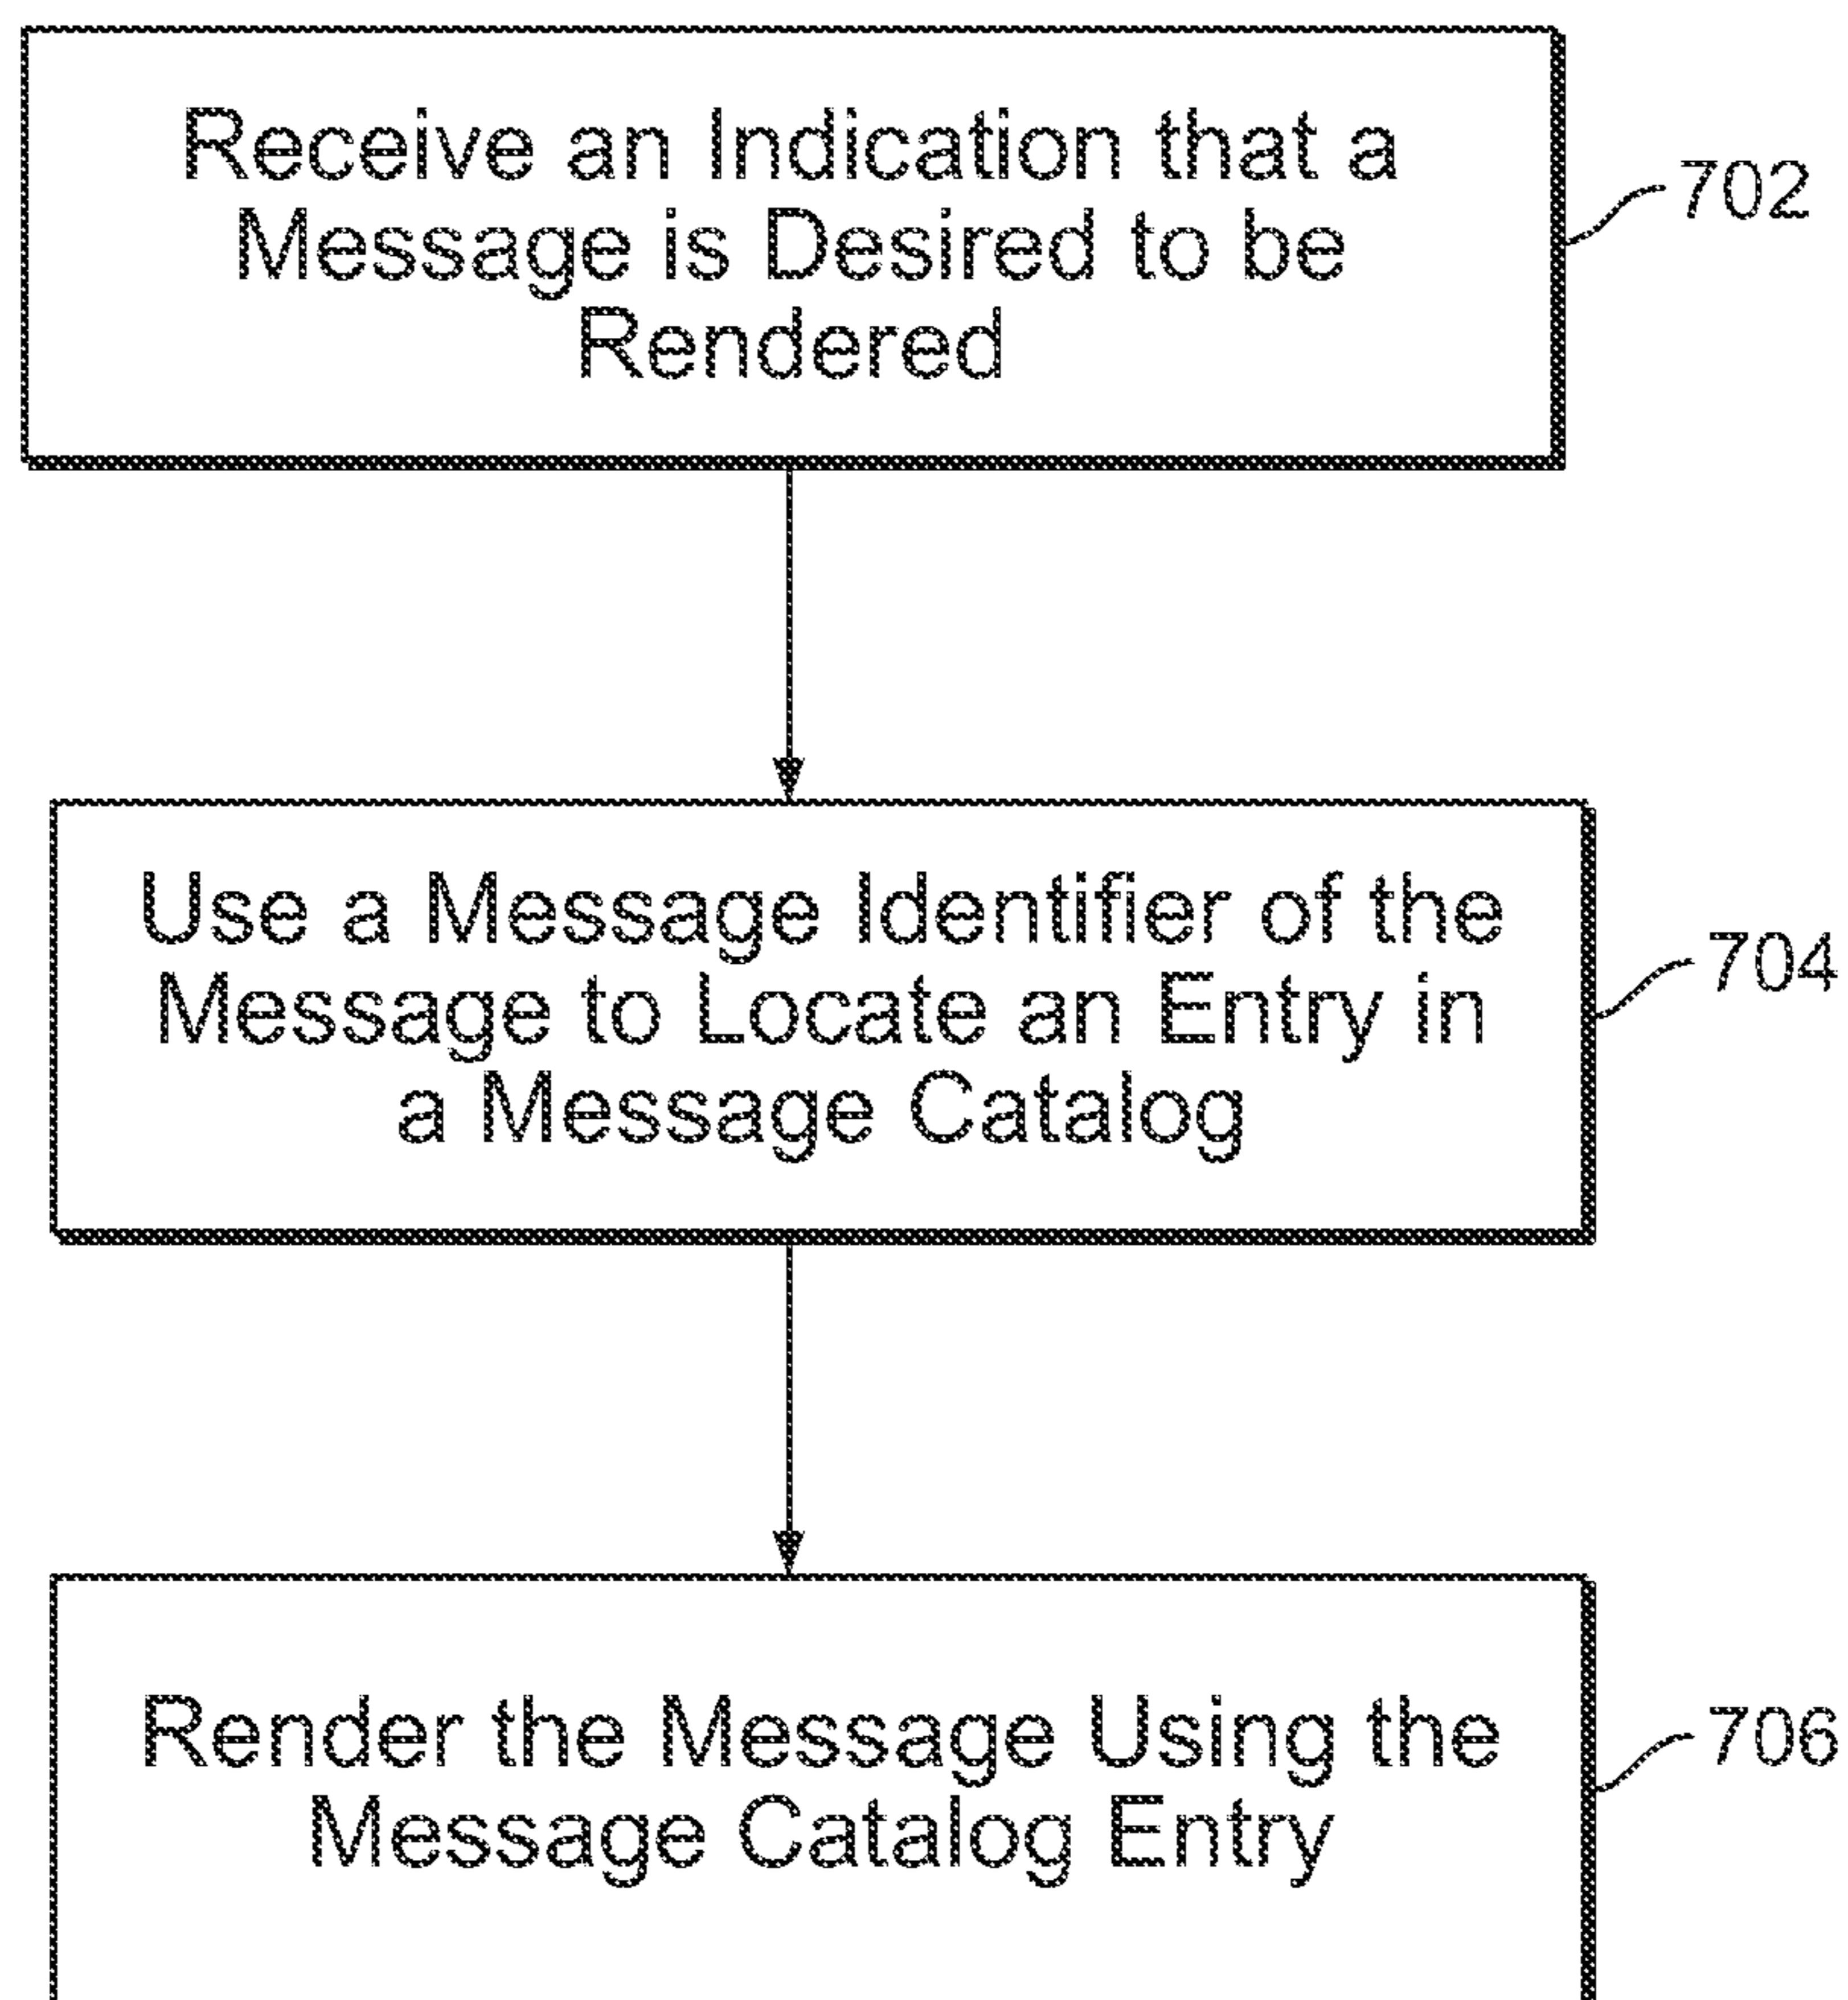 Receive an Indication that a
Message is Desired to be
Rendered
702
Use a Message Identifier of the
Message to Locate an Entry in
a Message Catalog
704
Render the Message Using the
Message Catalog Entry
706